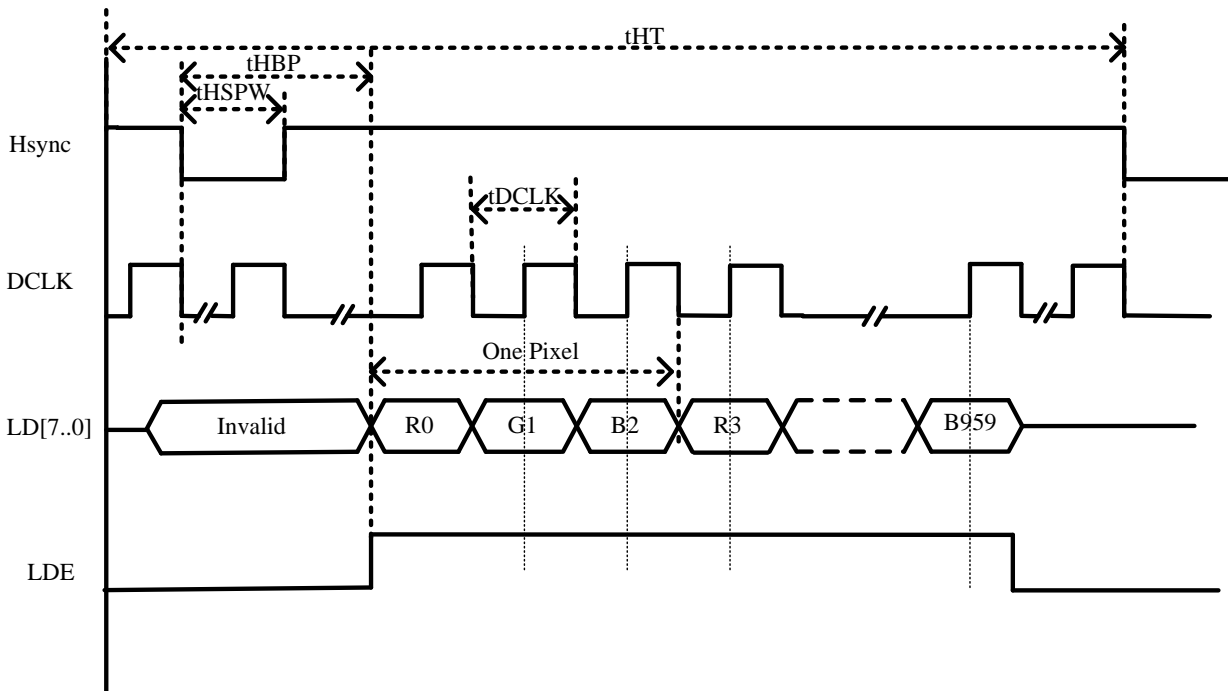 tHT
tHBP
tHSPW
Hsync
tDCLK
DCLK
One Pixel
LD[7..0]
Invalid
R0
G1
B2
R3
B959
LDE